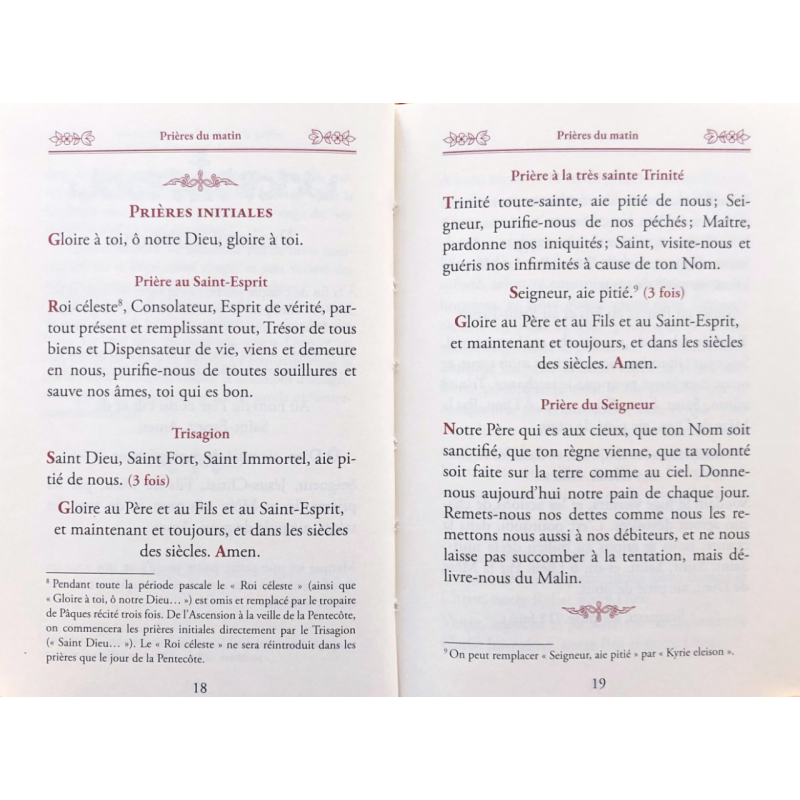 Prières du matin
PRIÈRES INITIALES
Gloire à toi, ô notre Dieu, gloire à toi.
Prière au Saint-Esprit
Roi céleste⁸, Consolateur, Esprit de vérité, par-
tout présent et remplissant tout, Trésor de tous
biens et Dispensateur de vie, viens et demeure
en nous, purifie-nous de toutes souillures et
sauve nos âmes, toi qui es bon.
Trisagion
Saint Dieu, Saint Fort, Saint Immortel, aie pi-
tié de nous. (3 fois)
Gloire au Père et au Fils et au Saint-Esprit,
et maintenant et toujours, et dans les siècles
des siècles. Amen.
⁸ Pendant toute la période pascale le « Roi céleste » (ainsi que
« Gloire à toi, ô notre Dieu… ») est omis et remplacé par le tropaire
de Pâques récité trois fois. De l'Ascension à la veille de la Pentecôte,
on commencera les prières initiales directement par le Trisagion
(« Saint Dieu… »). Le « Roi céleste » ne sera réintroduit dans les
prières que le jour de la Pentecôte.
18
Prières du matin
Prière à la très sainte Trinité
Trinité toute-sainte, aie pitié de nous ; Sei-
gneur, purifie-nous de nos péchés ; Maître,
pardonne nos iniquités ; Saint, visite-nous et
guéris nos infirmités à cause de ton Nom.
Seigneur, aie pitié.⁹ (3 fois)
Gloire au Père et au Fils et au Saint-Esprit,
et maintenant et toujours, et dans les siècles
des siècles. Amen.
Prière du Seigneur
Notre Père qui es aux cieux, que ton Nom soit
sanctifié, que ton règne vienne, que ta volonté
soit faite sur la terre comme au ciel. Donne-
nous aujourd'hui notre pain de chaque jour.
Remets-nous nos dettes comme nous les re-
mettons nous aussi à nos débiteurs, et ne nous
laisse pas succomber à la tentation, mais dé-
livre-nous du Malin.
⁹ On peut remplacer « Seigneur, aie pitié » par « Kyrie eleison ».
19